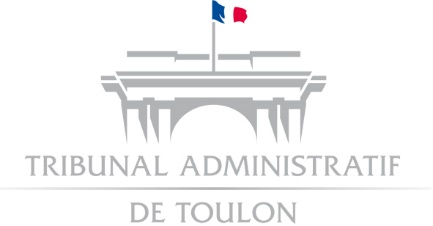 TRIBUNAL ADMINISTRATIF
DE TOULON